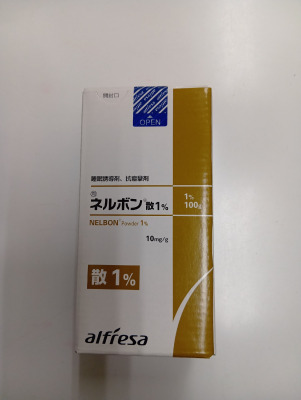 開封口
OPEN
睡眠誘導剤、抗痙攣剤
ネルボン®散1%
NELBON® Powder 1%
1%
100g
10mg/g
散1%
alfresa